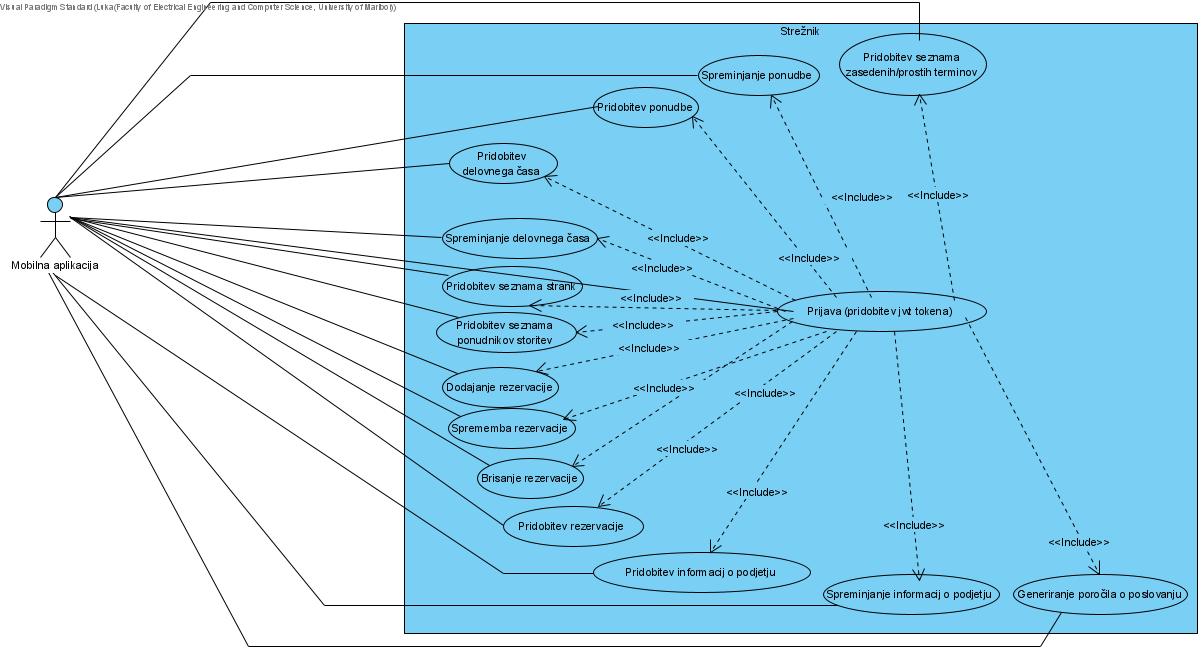 Visual Paradigm Standard (Luka(Faculty of Electrical Engineering and Computer Science, University of Maribor))
Strežnik
Pridobitev seznama
zasedenih/prostih terminov
Spreminjanje ponudbe
Pridobitev ponudbe
Pridobitev
delovnega časa
<<Include>>
<<Include>>
Spreminjanje delovnega časa
<<Include>>
<<Include>>
<<Include>>
Mobilna aplikacija
Pridobitev seznama strank
<<Include>>
Prijava (pridobitev jwt tokena)
Pridobitev seznama
ponudnikov storitev
<<Include>>
<<Include>>
Dodajanje rezervacije
<<Include>>
<<Include>>
Sprememba rezervacije
<<Include>>
Brisanje rezervacije
<<Include>>
Pridobitev rezervacije
<<Include>>
<<Include>>
Pridobitev informacij o podjetju
Spreminjanje informacij o podjetju
Generiranje poročila o poslovanju